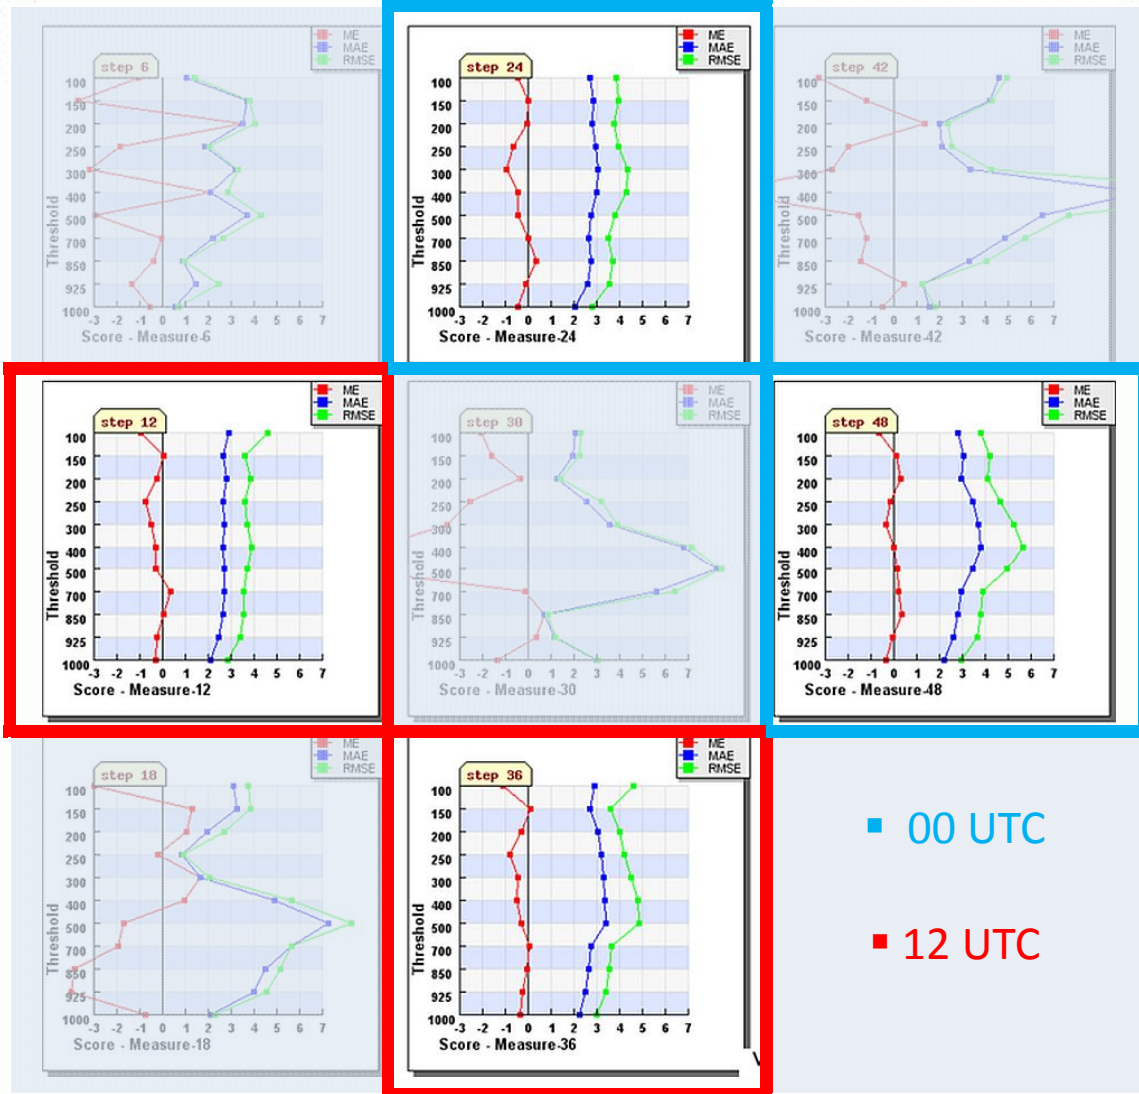 ME
MAE
RMSE
step 6
100
150
200
250
300
400
500
700
850
925
1000
Threshold
-3 -2 -1 0 1 2 3 4 5 6 7
Score - Measure-6
ME
MAE
RMSE
step 24
100
150
200
250
300
400
500
700
850
925
1000
Threshold
-3 -2 -1 0 1 2 3 4 5 6 7
Score - Measure-24
ME
MAE
RMSE
step 42
100
150
200
250
300
400
500
700
850
925
1000
Threshold
-3 -2 -1 0 1 2 3 4 5 6 7
Score - Measure-42
ME
MAE
RMSE
step 12
100
150
200
250
300
400
500
700
850
925
1000
Threshold
-3 -2 -1 0 1 2 3 4 5 6 7
Score - Measure-12
ME
MAE
RMSE
step 30
100
150
200
250
300
400
500
700
850
925
1000
Threshold
-3 -2 -1 0 1 2 3 4 5 6 7
Score - Measure-30
ME
MAE
RMSE
step 48
100
150
200
250
300
400
500
700
850
925
1000
Threshold
-3 -2 -1 0 1 2 3 4 5 6 7
Score - Measure-48
ME
MAE
RMSE
step 18
100
150
200
250
300
400
500
700
850
925
1000
Threshold
-3 -2 -1 0 1 2 3 4 5 6 7
Score - Measure-18
ME
MAE
RMSE
step 36
100
150
200
250
300
400
500
700
850
925
1000
Threshold
-3 -2 -1 0 1 2 3 4 5 6 7
Score - Measure-36
00 UTC
12 UTC